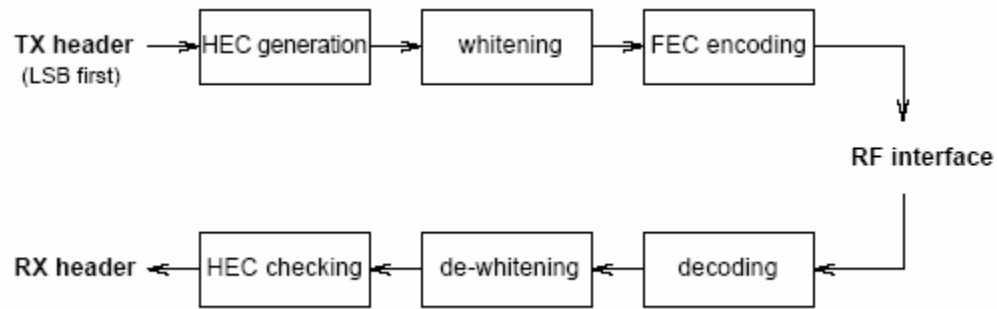 TX header
(LSB first)
HEC generation
whitening
FEC encoding
RF interface
RX header
HEC checking
de-whitening
decoding